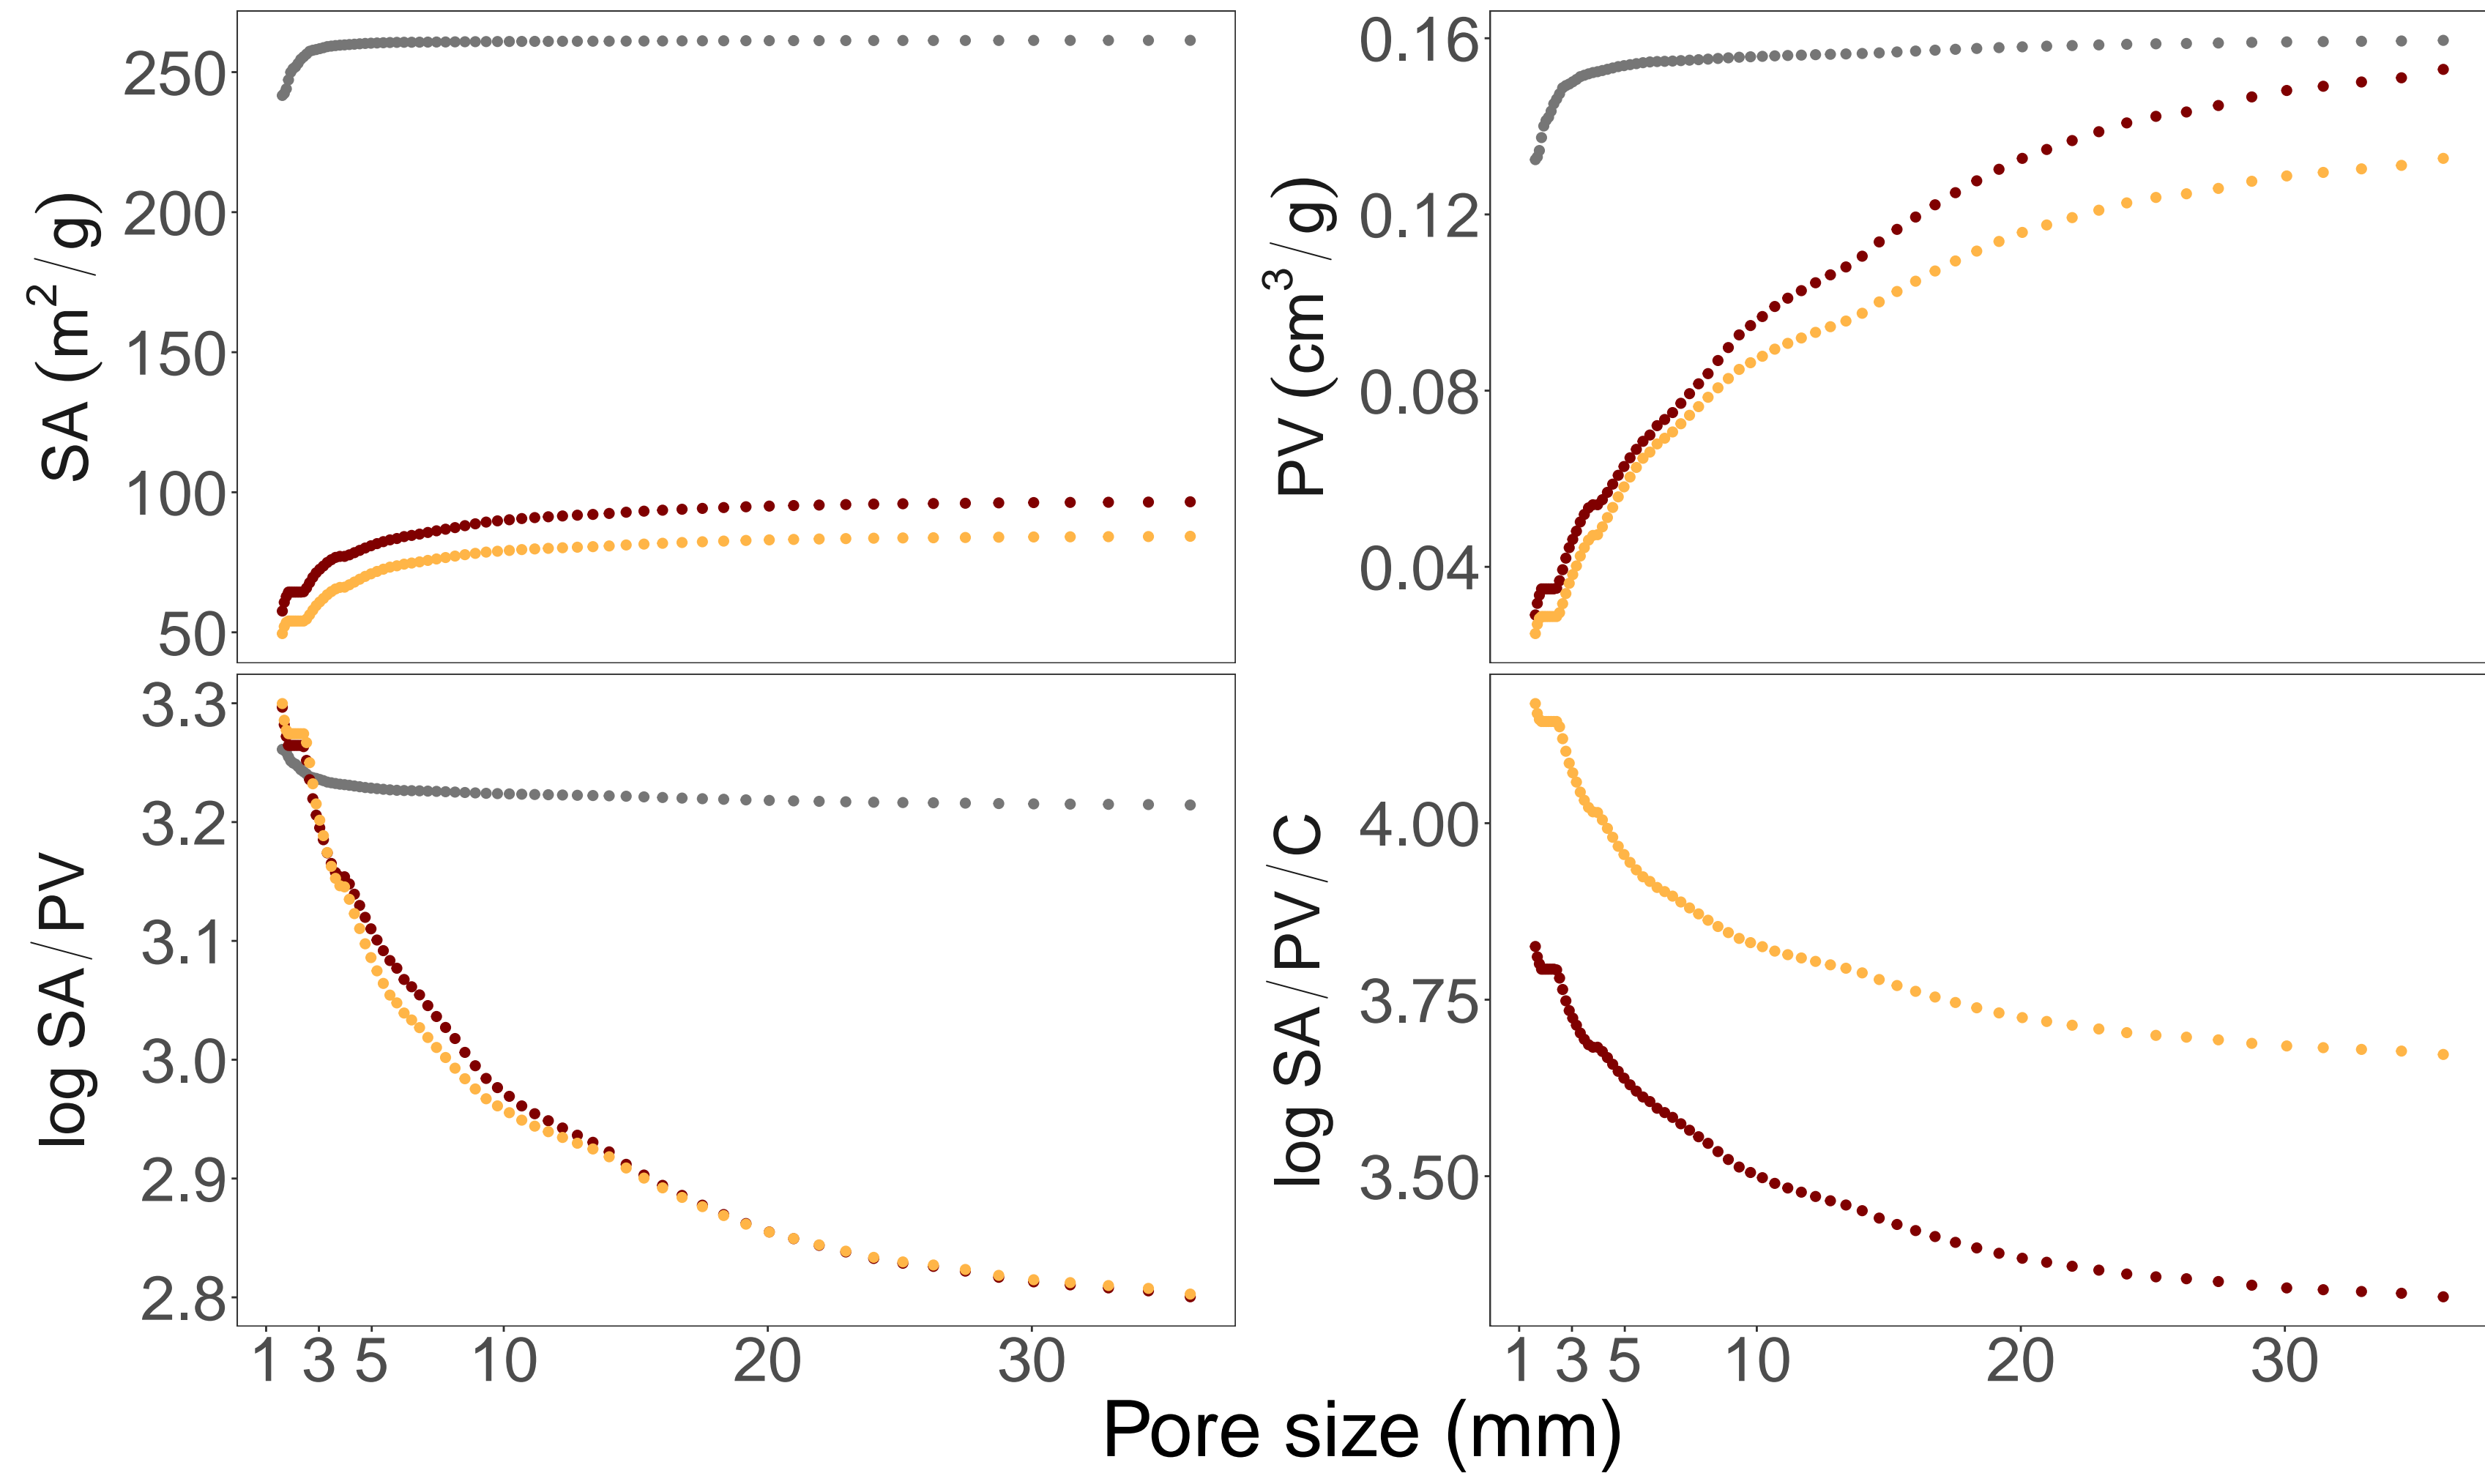 SA (m²/g)
250
200
150
100
50
PV (cm³/g)
0.16
0.12
0.08
0.04
log SA/PV
3.3
3.2
3.1
3.0
2.9
2.8
log SA/PV/C
4.00
3.75
3.50
1 3 5 10 20 30
1 3 5 10 20 30
Pore size (mm)